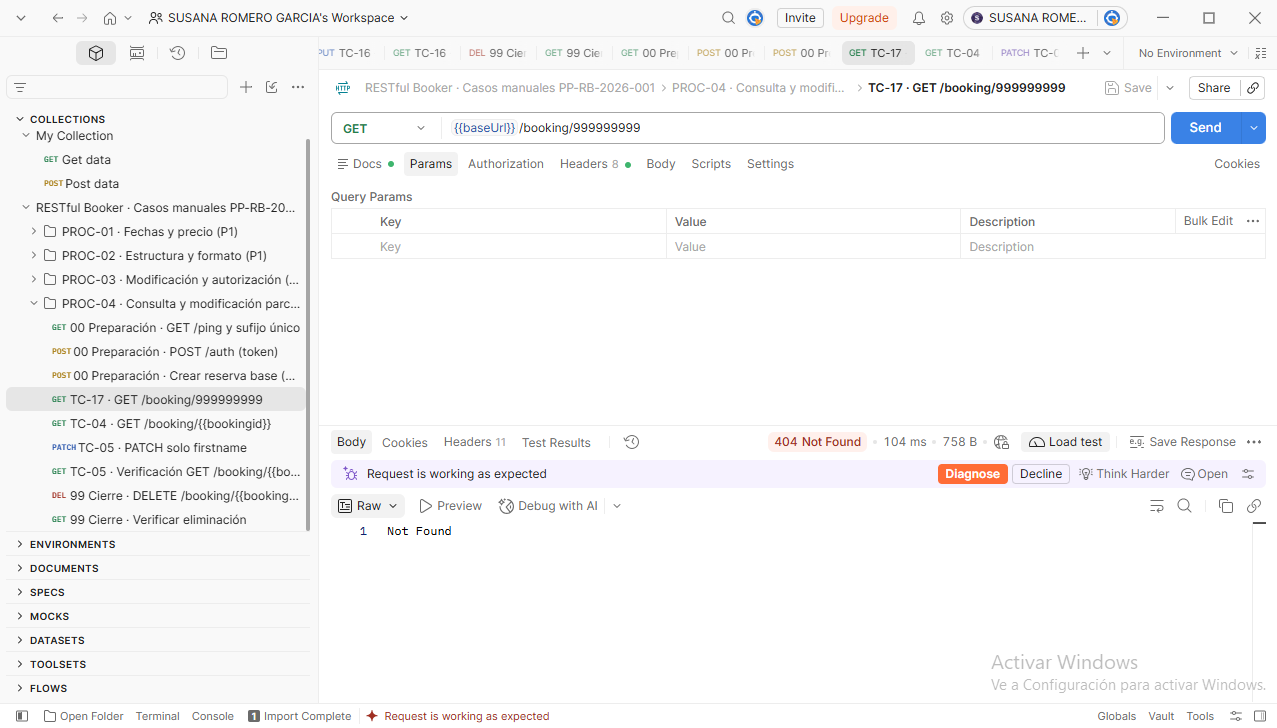 SUSANA ROMERO GARCIA's Workspace Invite Upgrade SUSANA ROME...
PUT TC-16 GET TC-16 DEL 99 Cier GET 99 Cier GET 00 Pre POST 00 Pr POST 00 Pr GET TC-17 GET TC-04 PATCH TC-0 No Environment
HTTP RESTful Booker · Casos manuales PP-RB-2026-001 > PROC-04 · Consulta y modifi... > TC-17 · GET /booking/999999999 Save Share
COLLECTIONS
My Collection
GET Get data
POST Post data
RESTful Booker · Casos manuales PP-RB-20...
PROC-01 · Fechas y precio (P1)
PROC-02 · Estructura y formato (P1)
PROC-03 · Modificación y autorización (...
PROC-04 · Consulta y modificación parc...
GET 00 Preparación · GET /ping y sufijo único
POST 00 Preparación · POST /auth (token)
POST 00 Preparación · Crear reserva base (...
GET TC-17 · GET /booking/999999999
GET TC-04 · GET /booking/{{bookingid}}
PATCH TC-05 · PATCH solo firstname
GET TC-05 · Verificación GET /booking/{{bo...
DEL 99 Cierre · DELETE /booking/{{booking...
GET 99 Cierre · Verificar eliminación
ENVIRONMENTS
DOCUMENTS
SPECS
MOCKS
DATASETS
TOOLSETS
FLOWS
GET {{baseUrl}} /booking/999999999 Send
Docs Params Authorization Headers 8 Body Scripts Settings Cookies
Query Params
Key Value Description Bulk Edit
Key Value Description
Body Cookies Headers 11 Test Results 404 Not Found 104 ms 758 B Load test e.g. Save Response
Request is working as expected Diagnose Decline Think Harder Open
Raw Preview Debug with AI
1 Not Found
Activar Windows
Ve a Configuración para activar Windows.
Open Folder Terminal Console 1 Import Complete Request is working as expected Globals Vault Tools